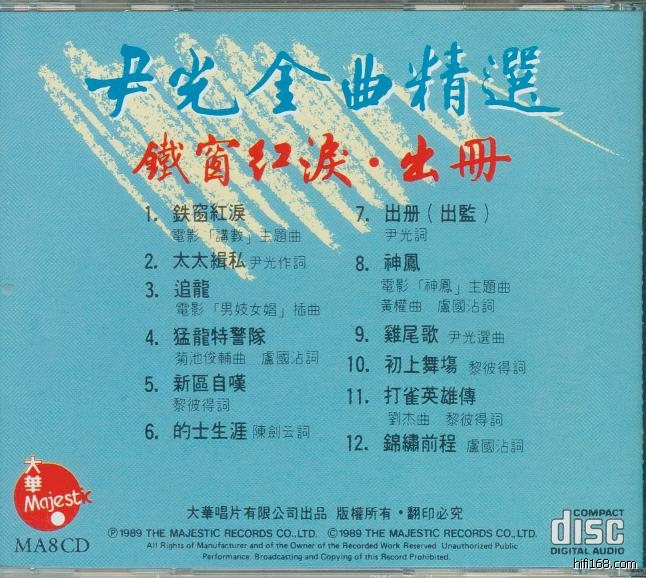 尹光金曲精選
鐵窗紅淚・出冊
1. 鉄窗紅淚
電影「講數」主題曲
2. 太太緝私 尹光作詞
3. 追龍
電影「男妓女娼」插曲
4. 猛龍特警隊
菊池俊輔曲 盧國沾詞
5. 新區自嘆
黎彼得詞
6. 的士生涯 陳劍云詞
7. 出册(出監)
尹光詞
8. 神鳳
電影「神鳳」主題曲
黃權曲 盧國沾詞
9. 雞尾歌 尹光選曲
10. 初上舞塲 黎彼得詞
11. 打雀英雄傳
劉杰曲 黎彼得詞
12. 錦繡前程 盧國沾詞
大華
Majestic
MA8CD
大華唱片有限公司出品 版權所有・翻印必究
Ⓟ1989 THE MAJESTIC RECORDS CO., LTD. ©1989 THE MAJESTIC RECORDS CO., LTD.
All Rights of Manufacturer and of the Owner of the Recorded Work Reserved Unauthorized Public
Performance. Broadcasting and Copying of this Record Prohibited.
COMPACT
disc
DIGITAL AUDIO
hifi168.com